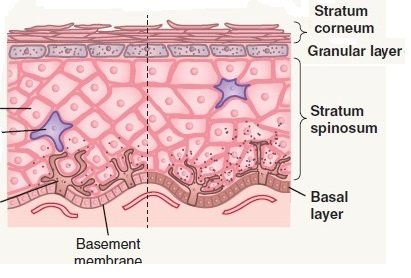 Stratum
corneum
Granular layer
Stratum
spinosum
Basal
layer
Basement
membrane